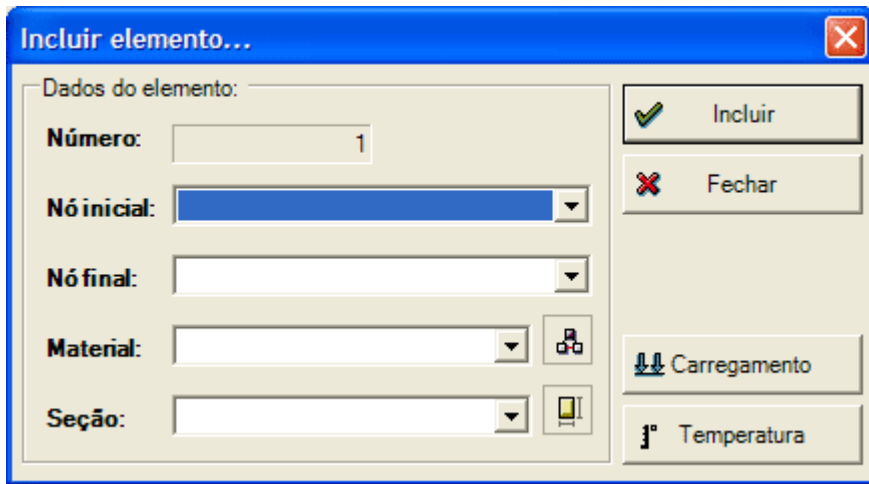 Incluir elemento...
Dados do elemento:
Número: 1
Nó inicial:
Nó final:
Material:
Seção:
Incluir
Fechar
Carregamento
Temperatura